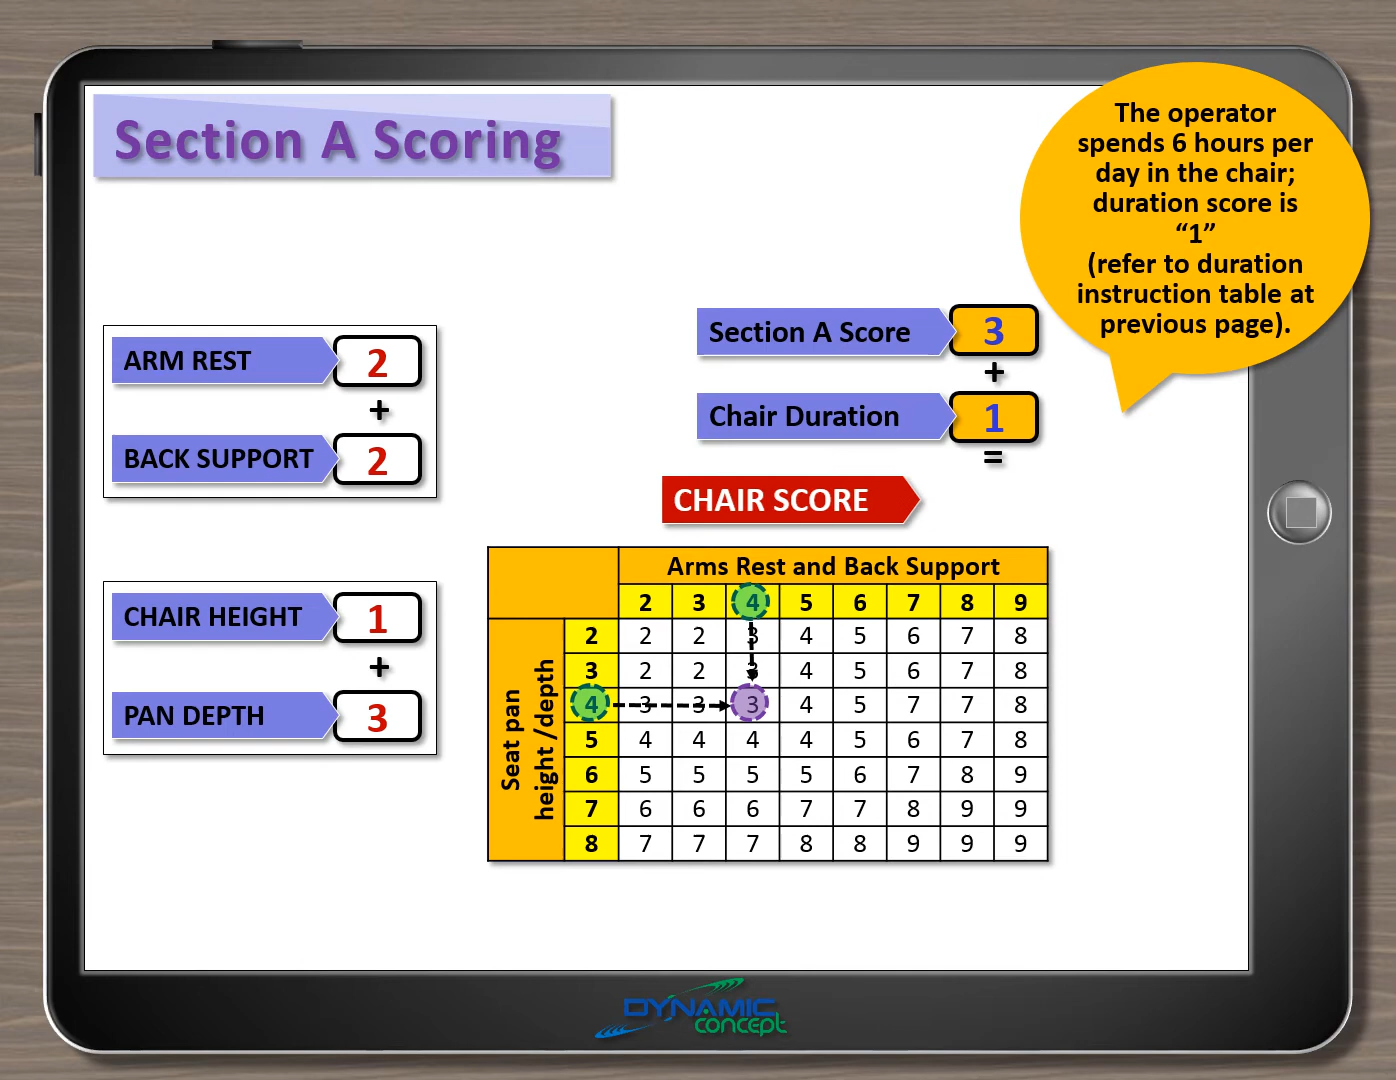 Section A Scoring
The operator
spends 6 hours per
day in the chair;
duration score is
“1”
(refer to duration
instruction table at
previous page).
ARM REST 2
+
BACK SUPPORT 2
CHAIR HEIGHT 1
+
PAN DEPTH 3
Section A Score 3
+
Chair Duration 1
=
CHAIR SCORE
Arms Rest and Back Support
2 3 4 5 6 7 8 9
Seat pan
height /depth
2 2 2 3 4 5 6 7 8
3 2 2 3 4 5 6 7 8
4 3 3 3 4 5 7 7 8
5 4 4 4 4 5 6 7 8
6 5 5 5 5 6 7 8 9
7 6 6 6 7 7 8 9 9
8 7 7 7 8 8 9 9 9
DYNAMIC
concept